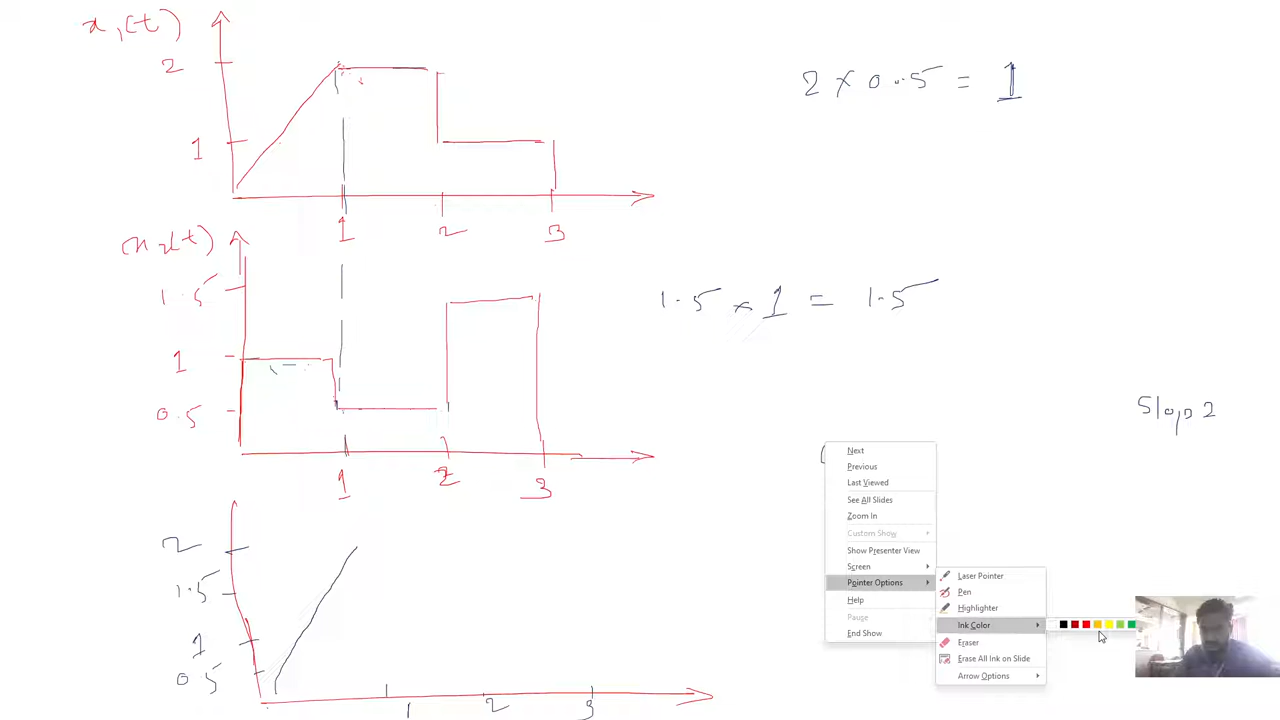 x₁(t)
2
1
1 2 3
2 × 0.5 = 1
x₂(t)
1.5
1
0.5
1 2 3
1.5 × 1 = 1.5
Slop 2
2
1.5
1
0.5
1 2 3
Next
Previous
Last Viewed
See All Slides
Zoom In
Custom Show
Show Presenter View
Screen
Pointer Options
Help
Pause
End Show
Laser Pointer
Pen
Highlighter
Ink Color
Eraser
Erase All Ink on Slide
Arrow Options